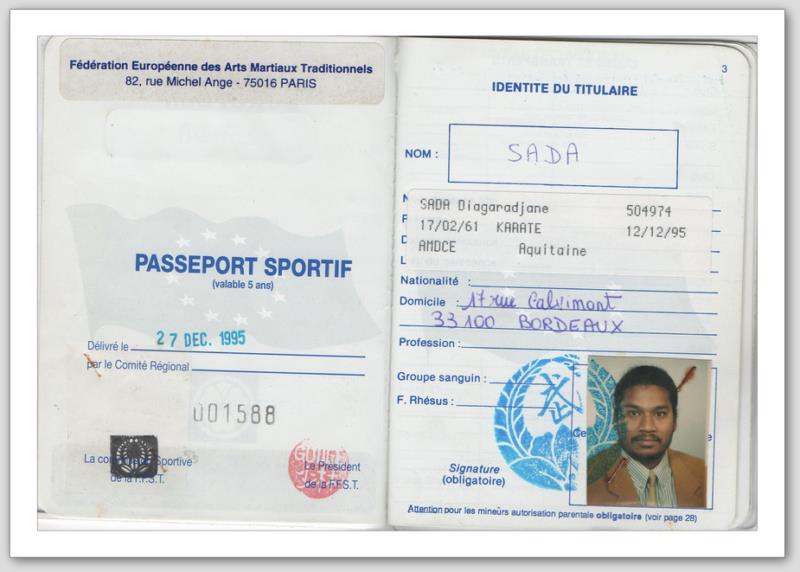 Fédération Européenne des Arts Martiaux Traditionnels
82, rue Michel Ange - 75016 PARIS
PASSEPORT SPORTIF
(valable 5 ans)
Délivré le 27 DEC. 1995
par le Comité Régional
001588
La Sportive
de la F.F.S.T.
Le Président
de la F.F.S.T.
3
IDENTITE DU TITULAIRE
NOM : SADA
SADA Diagaradjane 504974
17/02/61 KARATE 12/12/95
AMDCE Aquitaine
Nationalité :
Domicile : 17 rue Calvimont
33100 BORDEAUX
Profession :
Groupe sanguin :
F. Rhésus :
Signature
(obligatoire)
Attention pour les mineurs autorisation parentale obligatoire (voir page 28)